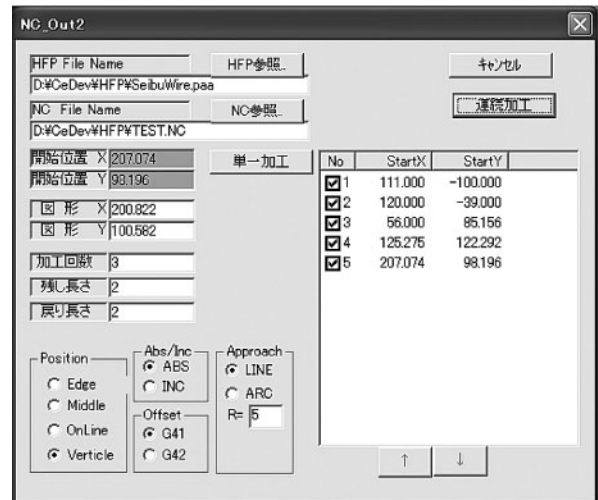 NC_Out2
HFP File Name HFP参照..
D:¥CeDev¥HFP¥SeibuWire.paa
NC File Name NC参照..
D:¥CeDev¥HFP¥TEST.NC
キャンセル
連続加工
開始位置 X 207.074
開始位置 Y 98.196
単一加工
図 形 X 200.822
図 形 Y 100.582
加工回数 3
残し長さ 2
戻り長さ 2
No StartX StartY
1 111.000 -100.000
2 120.000 -39.000
3 56.000 85.156
4 125.275 122.292
5 207.074 98.196
Position
Edge
Middle
OnLine
Verticle
Abs/Inc
ABS
INC
Offset
G41
G42
Approach
LINE
ARC
R= 5
↑ ↓